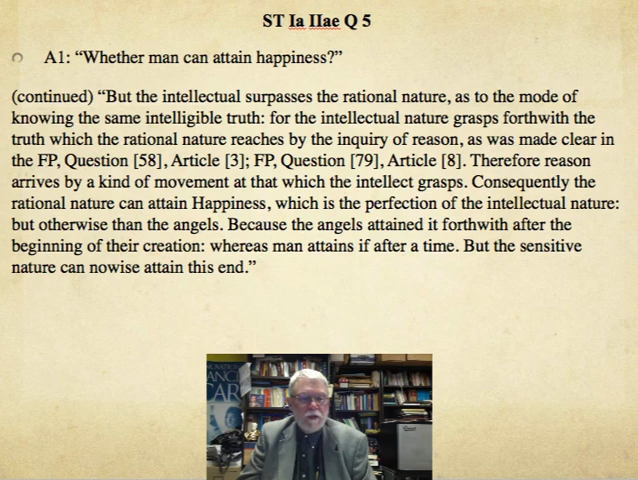 ST Ia IIae Q 5
A1: “Whether man can attain happiness?”
(continued) “But the intellectual surpasses the rational nature, as to the mode of
knowing the same intelligible truth: for the intellectual nature grasps forthwith the
truth which the rational nature reaches by the inquiry of reason, as was made clear in
the FP, Question [58], Article [3]; FP, Question [79], Article [8]. Therefore reason
arrives by a kind of movement at that which the intellect grasps. Consequently the
rational nature can attain Happiness, which is the perfection of the intellectual nature:
but otherwise than the angels. Because the angels attained it forthwith after the
beginning of their creation: whereas man attains if after a time. But the sensitive
nature can nowise attain this end.”